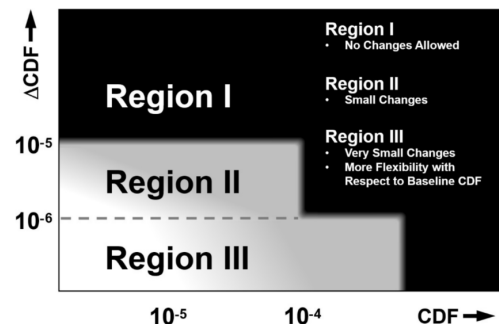 ΔCDF →
Region I
• No Changes Allowed
Region II
• Small Changes
Region III
• Very Small Changes
• More Flexibility with
Respect to Baseline CDF
Region I
10⁻⁵
Region II
10⁻⁶
Region III
10⁻⁵ 10⁻⁴ CDF →